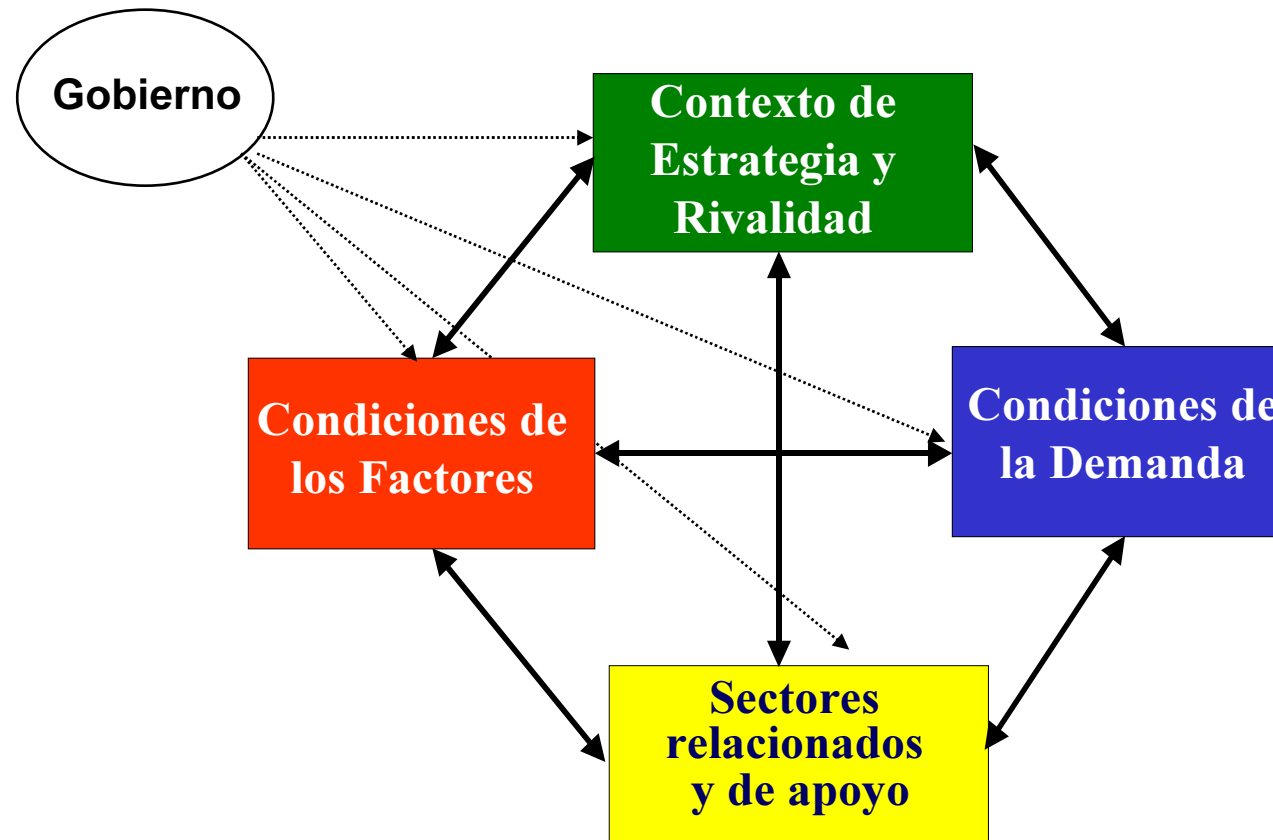 Gobierno
Contexto de
Estrategia y
Rivalidad
Condiciones de
los Factores
Condiciones de
la Demanda
Sectores
relacionados
y de apoyo